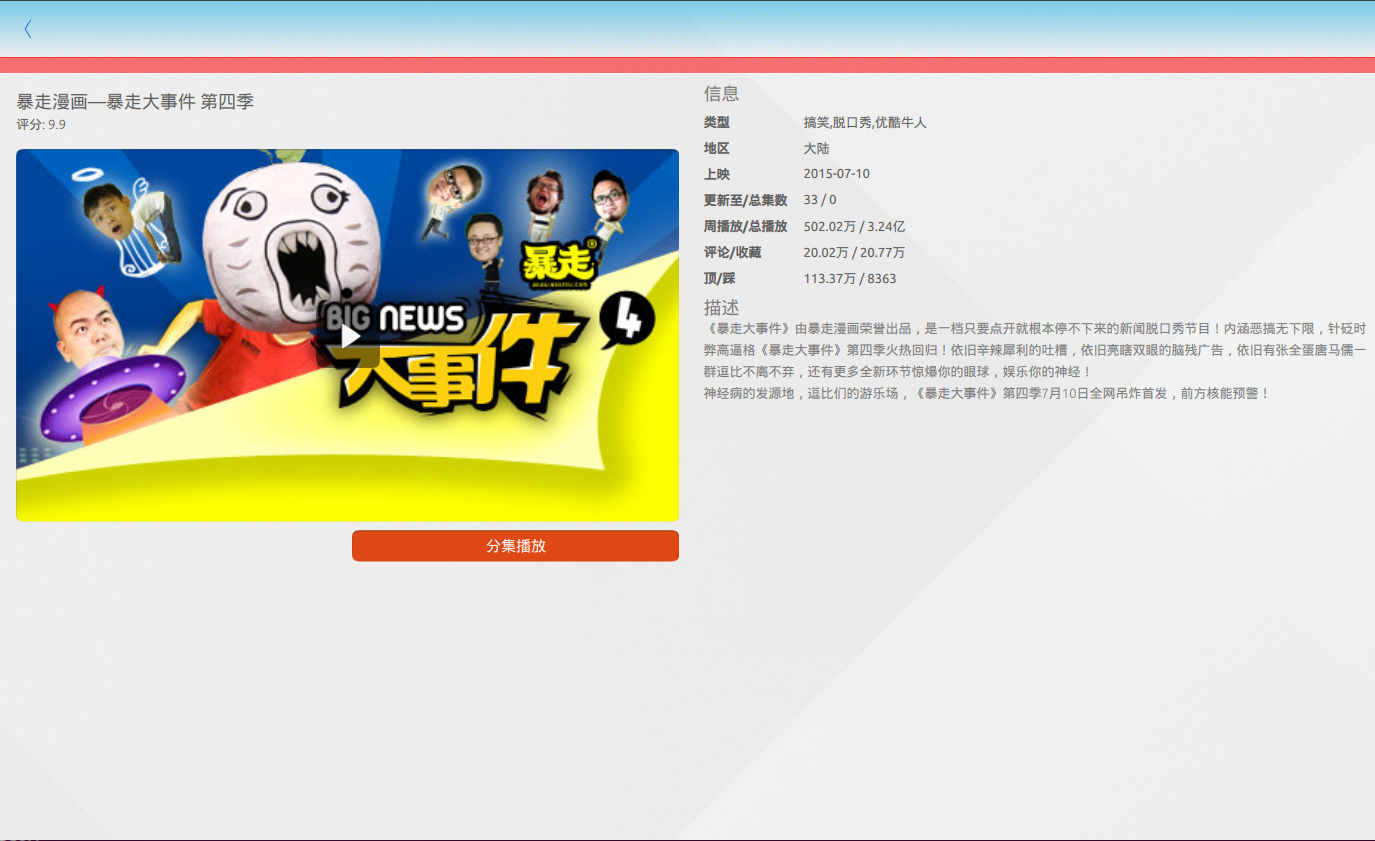 暴走漫画—暴走大事件 第四季
评分: 9.9
暴走
BIG NEWS
大事件
4
分集播放
信息
类型 搞笑,脱口秀,优酷牛人
地区 大陆
上映 2015-07-10
更新至/总集数 33 / 0
周播放/总播放 502.02万 / 3.24亿
评论/收藏 20.02万 / 20.77万
顶/踩 113.37万 / 8363
描述
《暴走大事件》由暴走漫画荣誉出品，是一档只要点开就根本停不下来的新闻脱口秀节目！内涵恶搞无下限，针砭时
弊高逼格《暴走大事件》第四季火热回归！依旧辛辣犀利的吐槽，依旧亮瞎双眼的脑残广告，依旧有张全蛋唐马儒一
群逗比不离不弃，还有更多全新环节惊爆你的眼球，娱乐你的神经！
神经病的发源地，逗比们的游乐场，《暴走大事件》第四季7月10日全网吊炸首发，前方核能预警！